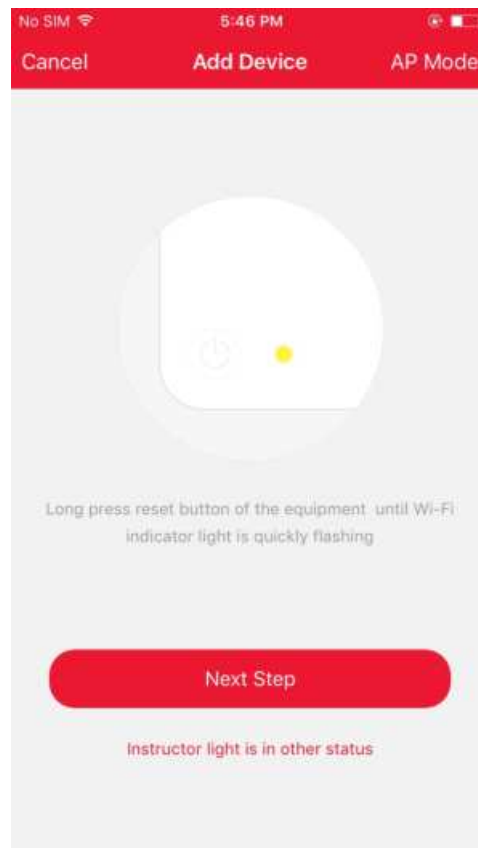 No SIM 5:46 PM
Cancel Add Device AP Mode
Long press reset button of the equipment until Wi-Fi
indicator light is quickly flashing
Next Step
Instructor light is in other status